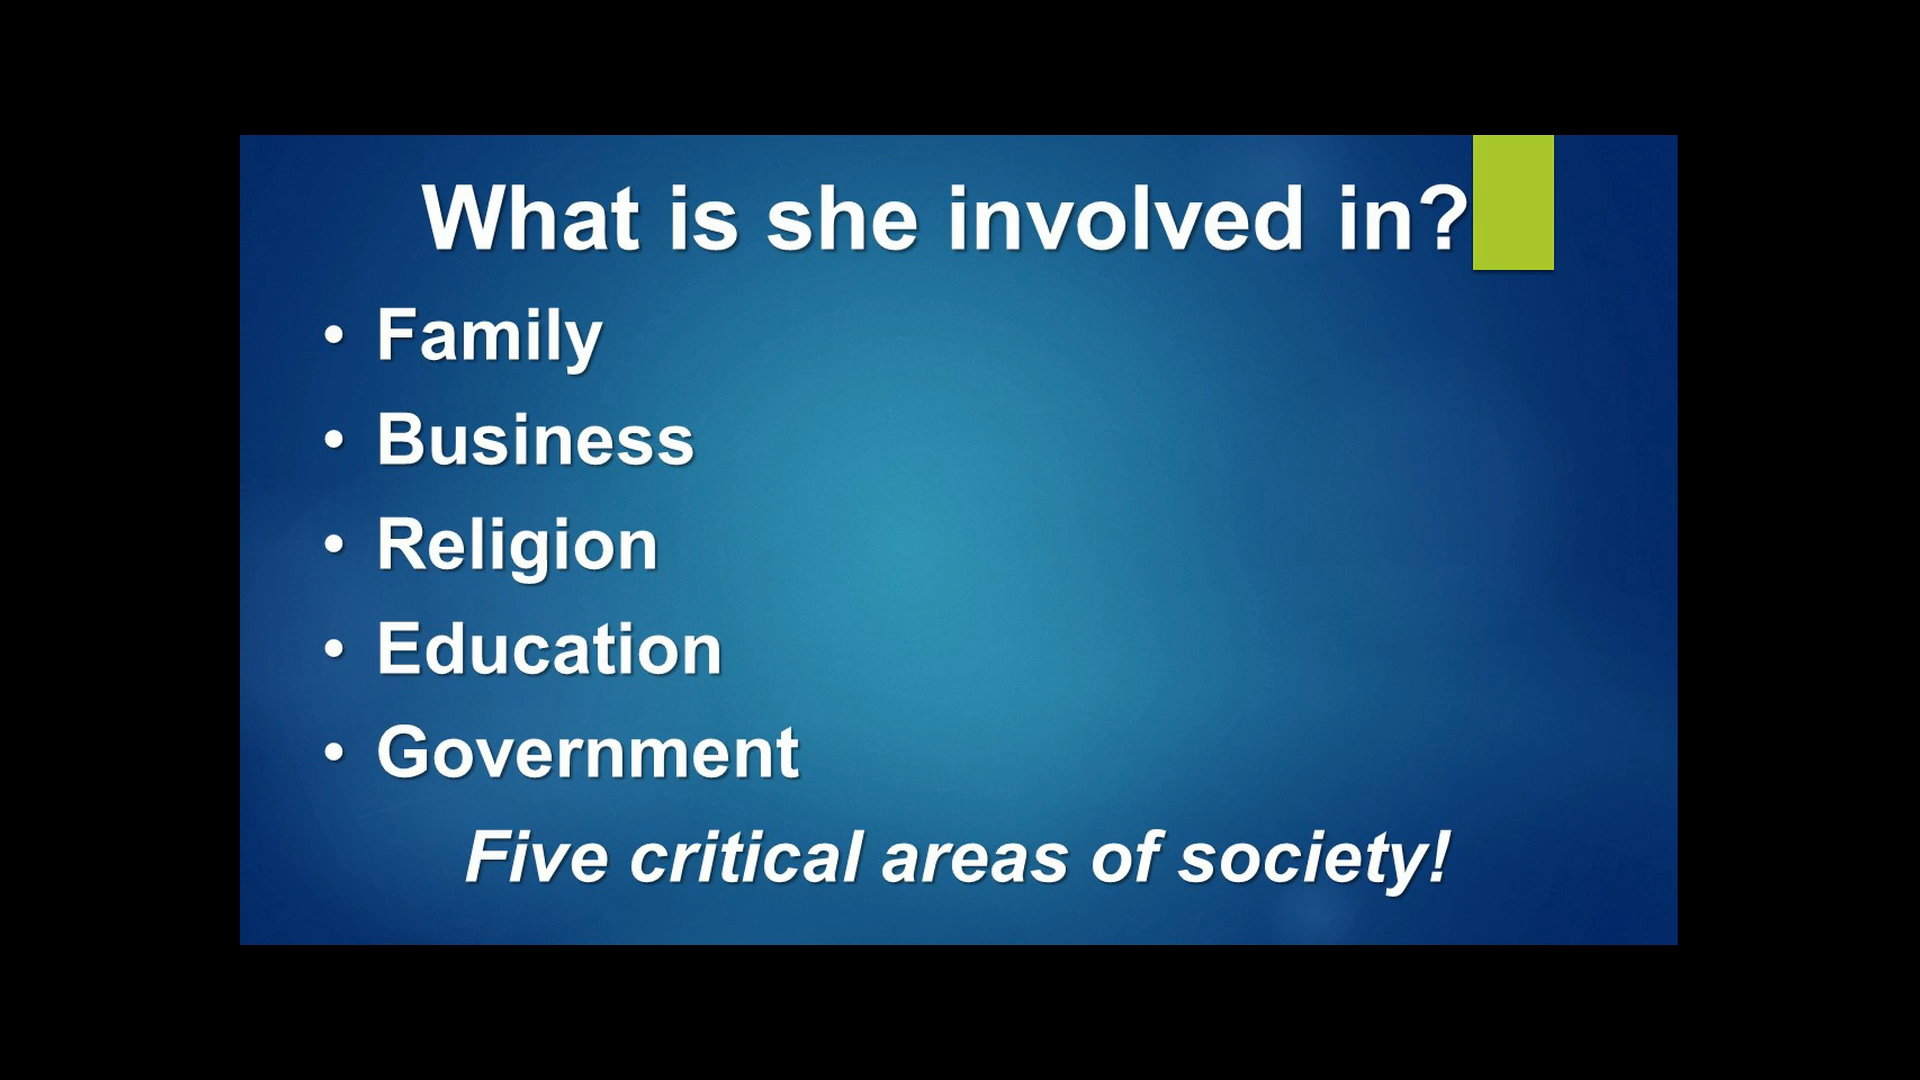 What is she involved in?
• Family
• Business
• Religion
• Education
• Government
Five critical areas of society!